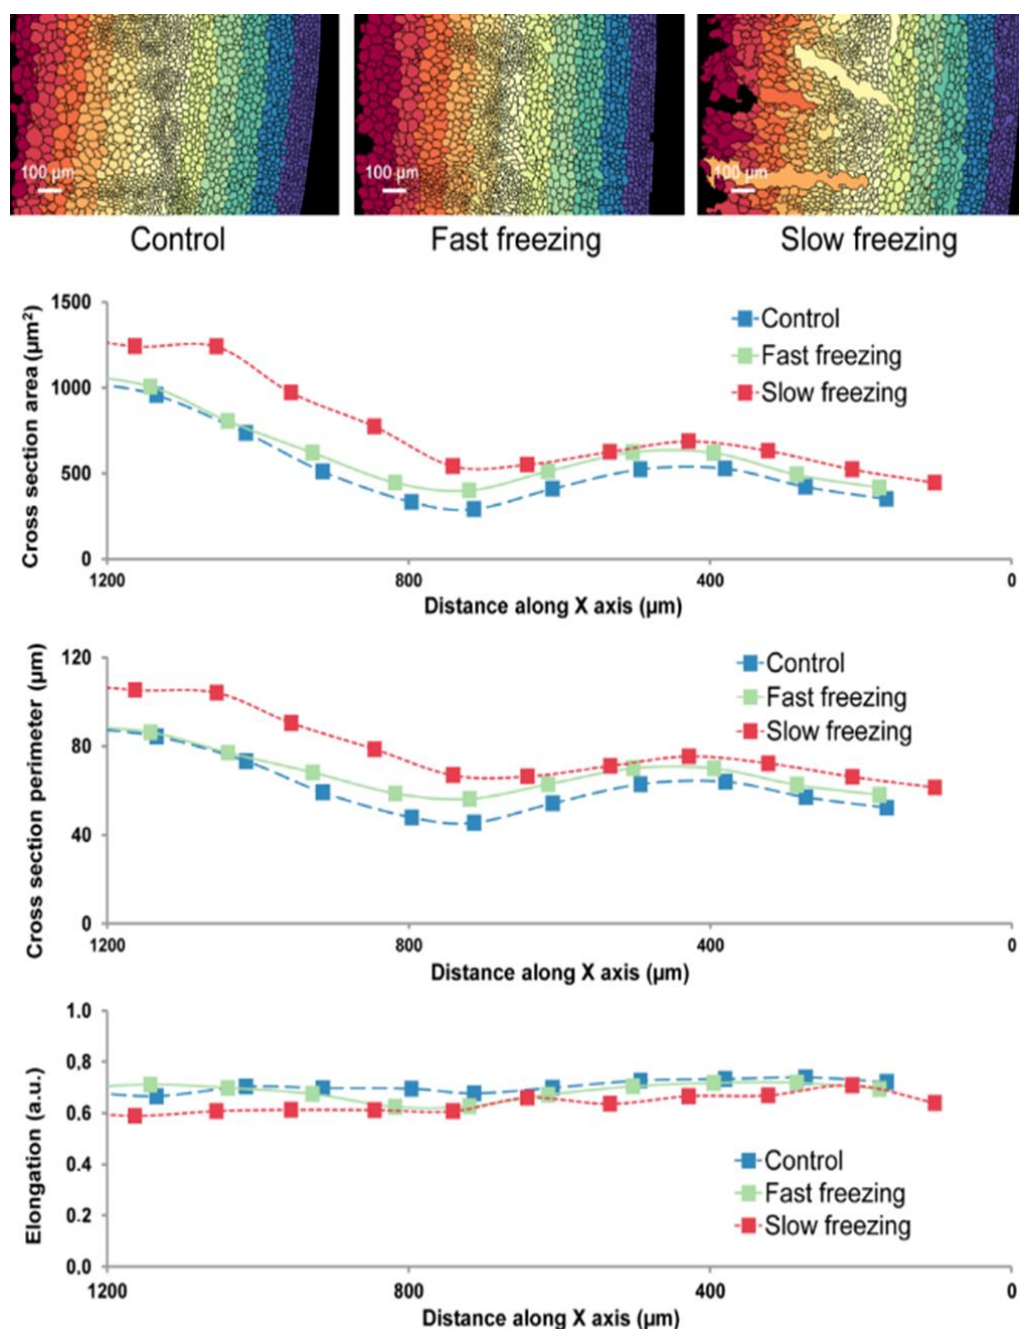 100 µm
100 µm
100 µm
Control
Fast freezing
Slow freezing
Cross section area (µm²)
1500
1000
500
0
1200
800
400
0
Distance along X axis (µm)
Control
Fast freezing
Slow freezing
Cross section perimeter (µm)
120
80
40
0
1200
800
400
0
Distance along X axis (µm)
Control
Fast freezing
Slow freezing
Elongation (a.u.)
1.0
0.8
0.6
0.4
0.2
0.0
1200
800
400
0
Distance along X axis (µm)
Control
Fast freezing
Slow freezing